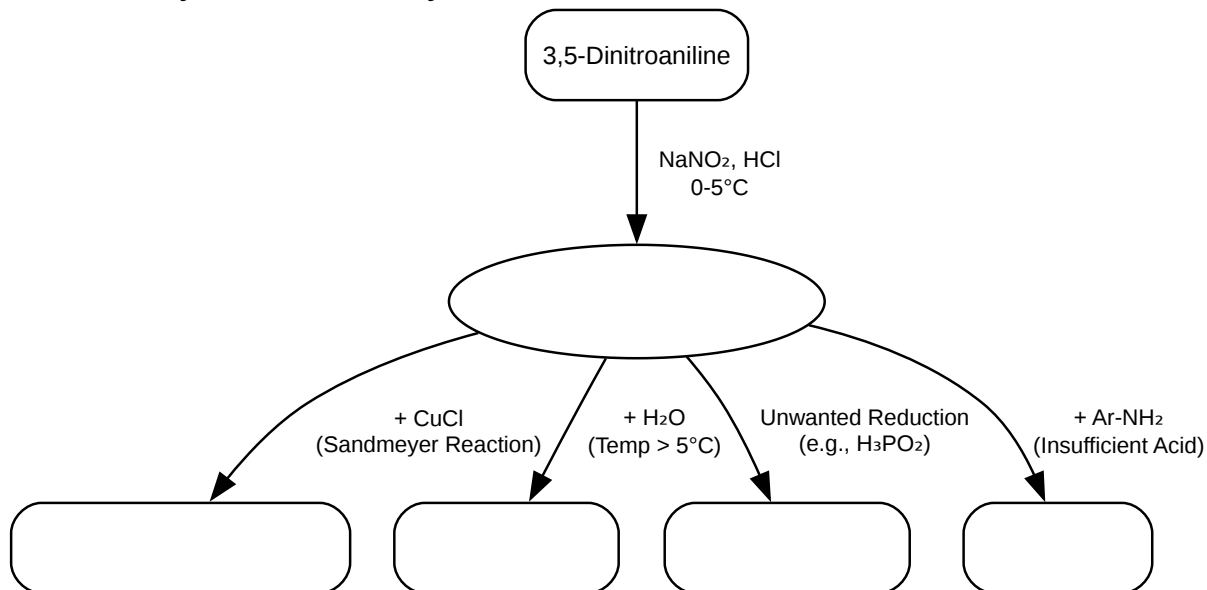 3,5-Dinitroaniline
NaNO₂, HCl
0-5°C
+ CuCl
(Sandmeyer Reaction)
+ H₂O
(Temp > 5°C)
Unwanted Reduction
(e.g., H₃PO₂)
+ Ar-NH₂
(Insufficient Acid)